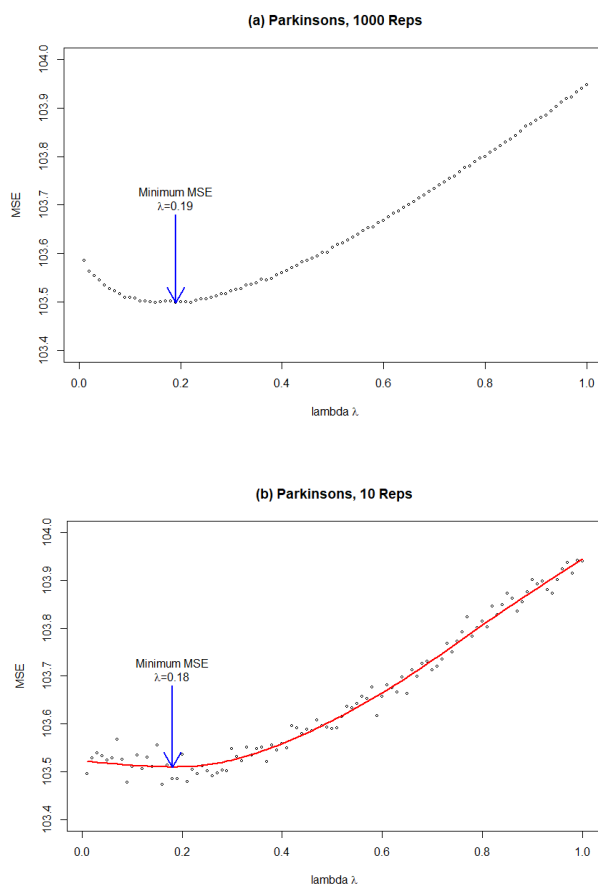 (a) Parkinsons, 1000 Reps
104.0
103.9
103.8
103.7
103.6
103.5
103.4
MSE
Minimum MSE
λ=0.19
0.0 0.2 0.4 0.6 0.8 1.0
lambda λ
(b) Parkinsons, 10 Reps
104.0
103.9
103.8
103.7
103.6
103.5
103.4
MSE
Minimum MSE
λ=0.18
0.0 0.2 0.4 0.6 0.8 1.0
lambda λ